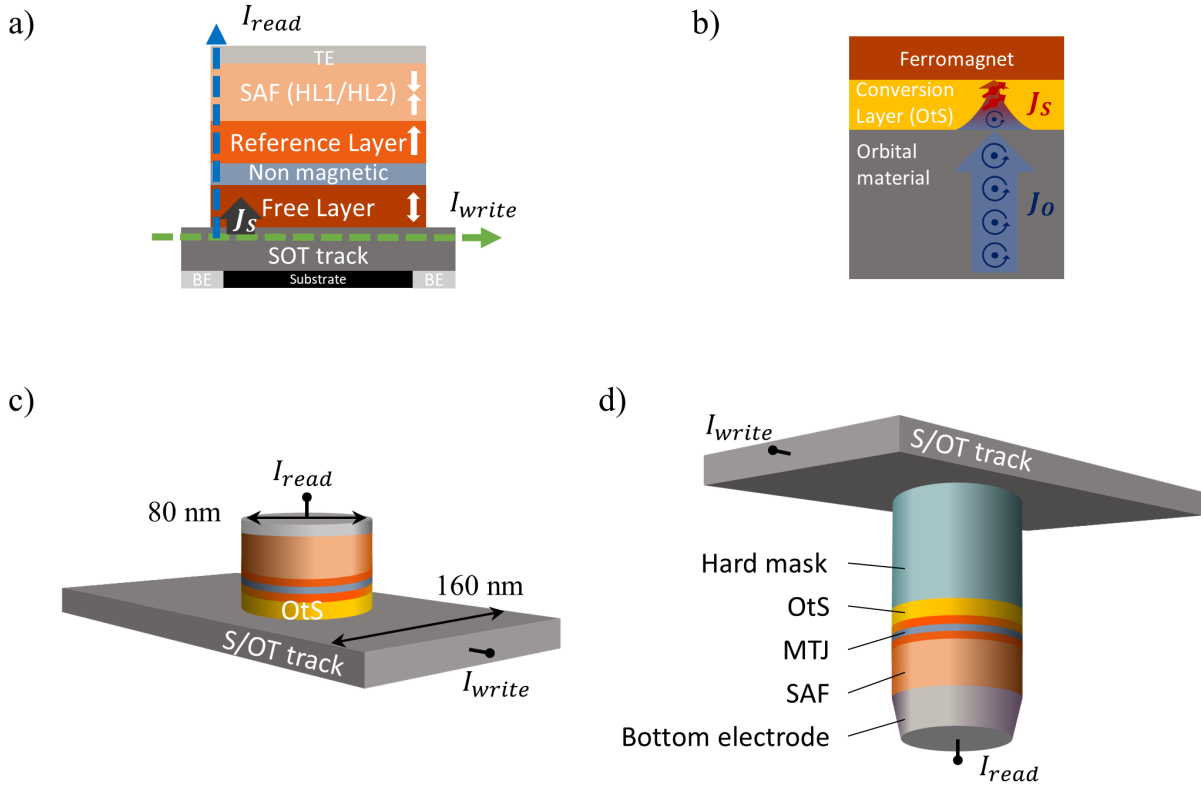 a)
I_read
TE
SAF (HL1/HL2)
Reference Layer
Non magnetic
Free Layer
J_S
I_write
SOT track
BE
Substrate
BE
b)
Ferromagnet
Conversion
Layer (OtS)
J_S
Orbital
material
J_O
c)
I_read
80 nm
160 nm
OtS
S/OT track
I_write
d)
I_write
S/OT track
Hard mask
OtS
MTJ
SAF
Bottom electrode
I_read